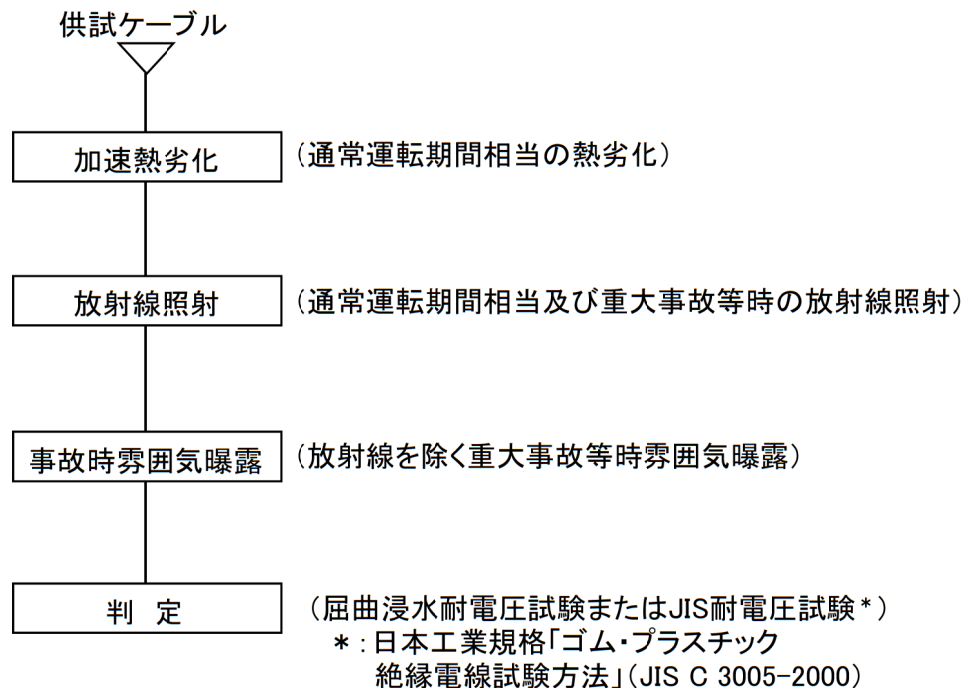 供試ケーブル
加速熱劣化 (通常運転期間相当の熱劣化)
放射線照射 (通常運転期間相当及び重大事故等時の放射線照射)
事故時雰囲気曝露 (放射線を除く重大事故等時雰囲気曝露)
判 定 (屈曲浸水耐電圧試験またはJIS耐電圧試験*)
*:日本工業規格「ゴム・プラスチック
絶縁電線試験方法」(JIS C 3005-2000)